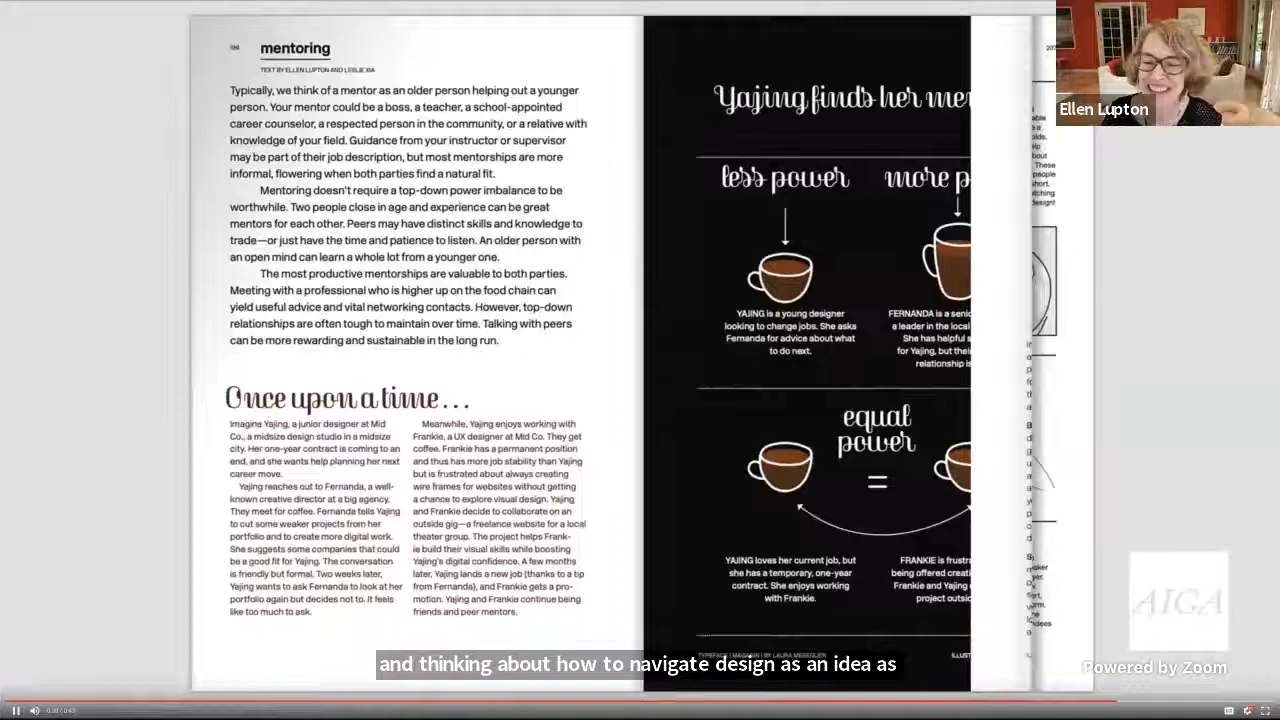 mentoring
TEXT BY ELLEN LUPTON AND LESLIE XIA
Typically, we think of a mentor as an older person helping out a younger
person. Your mentor could be a boss, a teacher, a school-appointed
career counselor, a respected person in the community, or a relative with
knowledge of your field. Guidance from your instructor or supervisor
may be part of their job description, but most mentorships are more
informal, flowering when both parties find a natural fit.
Mentoring doesn't require a top-down power imbalance to be
worthwhile. Two people close in age and experience can be great
mentors for each other. Peers may have distinct skills and knowledge to
trade—or just have the time and patience to listen. An older person with
an open mind can learn a whole lot from a younger one.
The most productive mentorships are valuable to both parties.
Meeting with a professional who is higher up on the food chain can
yield useful advice and vital networking contacts. However, top-down
relationships are often tough to maintain over time. Talking with peers
can be more rewarding and sustainable in the long run.
Once upon a time...
Imagine Yajing, a junior designer at Mid
Co., a midsize design studio in a midsize
city. Her one-year contract is coming to an
end, and she wants help planning her next
career move.
Yajing reaches out to Fernanda, a well-
known creative director at a big agency.
They meet for coffee. Fernanda tells Yajing
to cut some weaker projects from her
portfolio and to create more digital work.
She suggests some companies that could
be a good fit for Yajing. The conversation
is friendly but formal. Two weeks later,
Yajing wants to ask Fernanda to look at her
portfolio again but decides not to. It feels
like too much to ask.
Meanwhile, Yajing enjoys working with
Frankie, a UX designer at Mid Co. They get
coffee. Frankie has a permanent position
and thus has more job stability than Yajing
but is frustrated about always creating
wire frames for websites without getting
a chance to explore visual design. Yajing
and Frankie decide to collaborate on an
outside gig—a freelance website for a local
theater group. The project helps Frank-
ie build their visual skills while boosting
Yajing's digital confidence. A few months
later, Yajing lands a new job (thanks to a tip
from Fernanda), and Frankie gets a pro-
motion. Yajing and Frankie continue being
friends and peer mentors.
Yajing finds her men
less power
more p
YAJING is a young designer
looking to change jobs. She asks
Fernanda for advice about what
to do next.
FERNANDA is a seni
a leader in the local
She has helpful s
for Yajing, but their
relationship is
equal
power
=
YAJING loves her current job, but
she has a temporary, one-year
contract. She enjoys working
with Frankie.
FRANKIE is frustra
being offered creati
Frankie and Yajing
project outsid
TYPEFACE | MAGASIN | BY LAURA MESEGUER
ILLUST
and thinking about how to navigate design as an idea as
Ellen Lupton
AIGA
Powered by Zoom